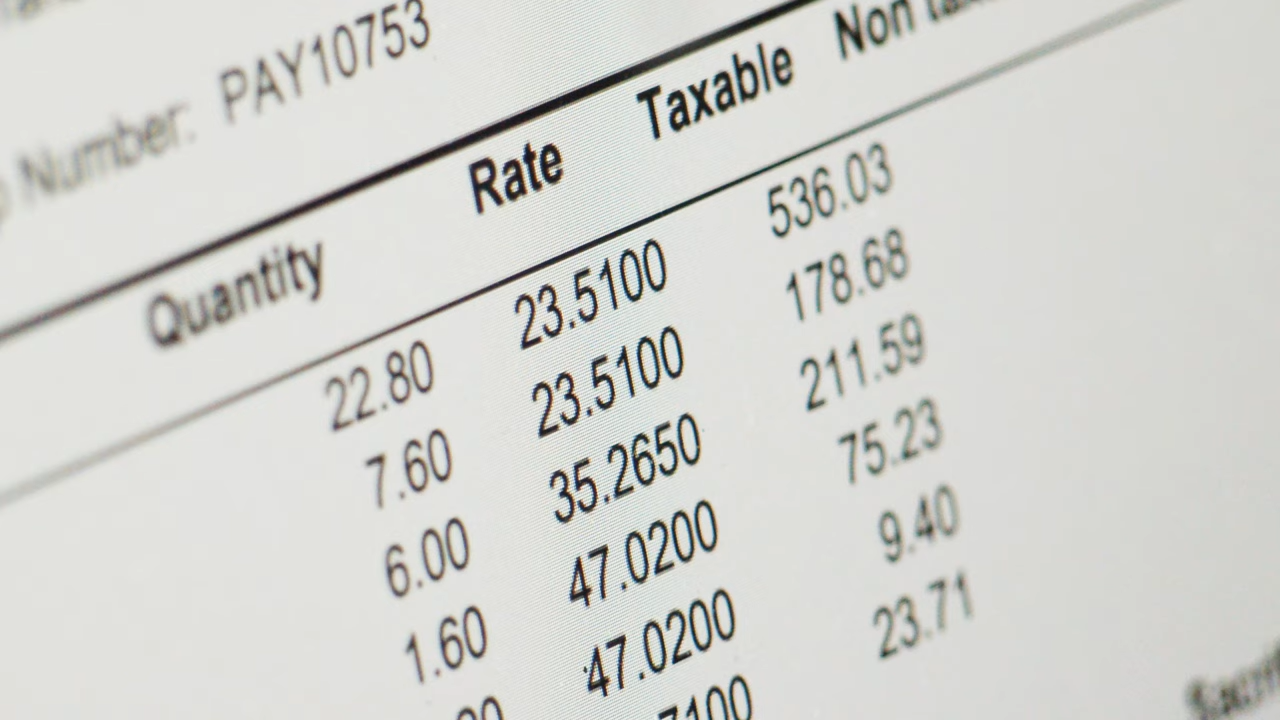 Number: PAY10753
Quantity Rate Taxable Non
22.80 23.5100 536.03
7.60 23.5100 178.68
6.00 35.2650 211.59
1.60 47.0200 75.23
47.0200 9.40
7100 23.71